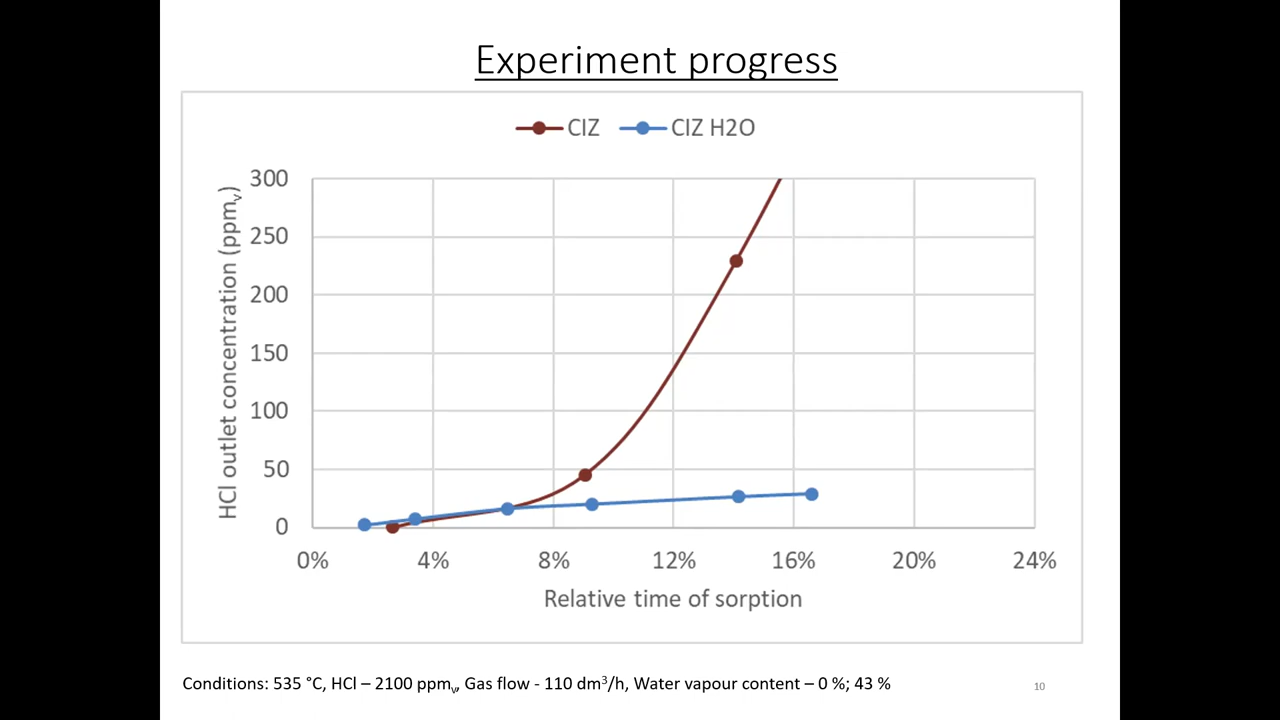 Experiment progress
CIZ CIZ H2O
300
250
200
150
100
50
0
HCl outlet concentration (ppmᵥ)
0% 4% 8% 12% 16% 20% 24%
Relative time of sorption
Conditions: 535 °C, HCl – 2100 ppmᵥ, Gas flow - 110 dm³/h, Water vapour content – 0 %; 43 %
10